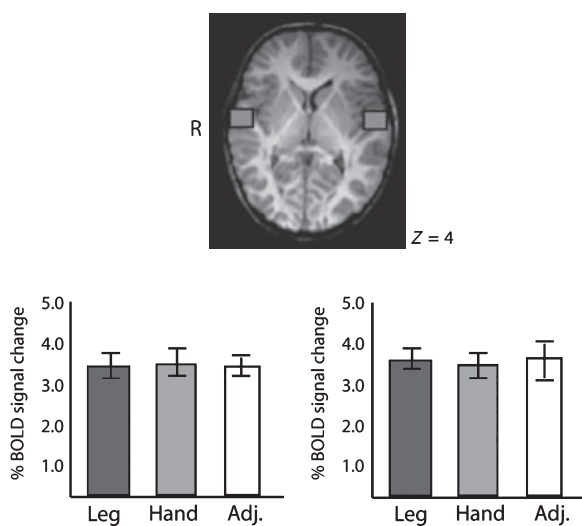 R
Z = 4
% BOLD signal change
5.0
4.0
3.0
2.0
1.0
Leg Hand Adj.
% BOLD signal change
5.0
4.0
3.0
2.0
1.0
Leg Hand Adj.